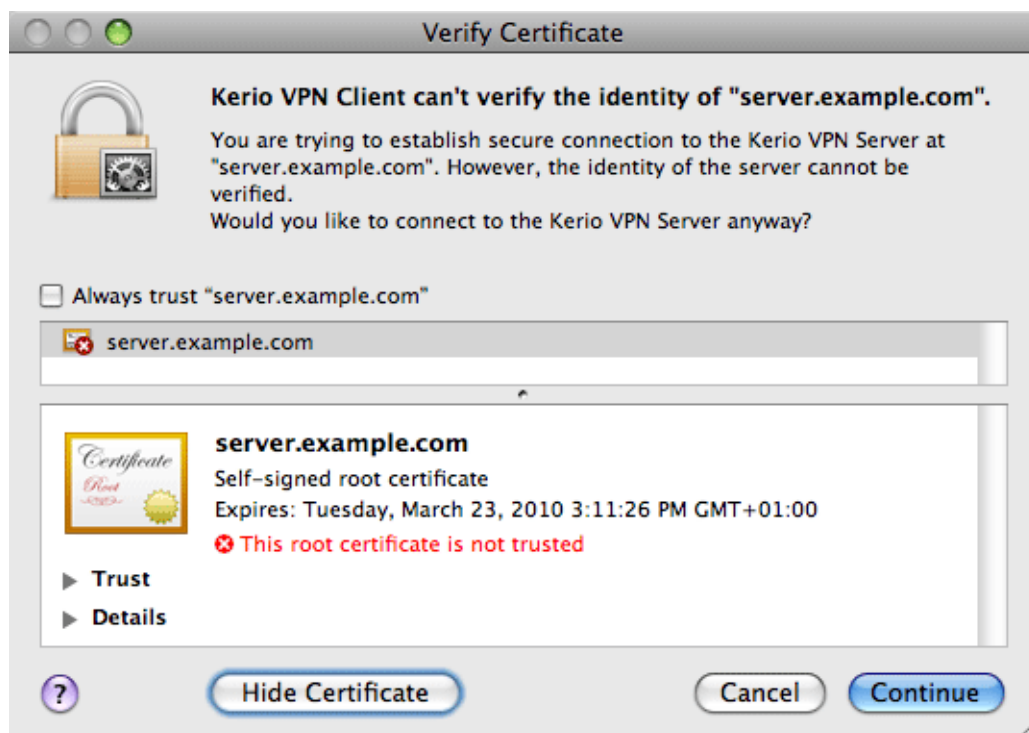 Verify Certificate
Kerio VPN Client can't verify the identity of "server.example.com".
You are trying to establish secure connection to the Kerio VPN Server at
"server.example.com". However, the identity of the server cannot be
verified.
Would you like to connect to the Kerio VPN Server anyway?
Always trust “server.example.com”
server.example.com
Certificate
Root
server.example.com
Self-signed root certificate
Expires: Tuesday, March 23, 2010 3:11:26 PM GMT+01:00
This root certificate is not trusted
Trust
Details
?
Hide Certificate
Cancel
Continue